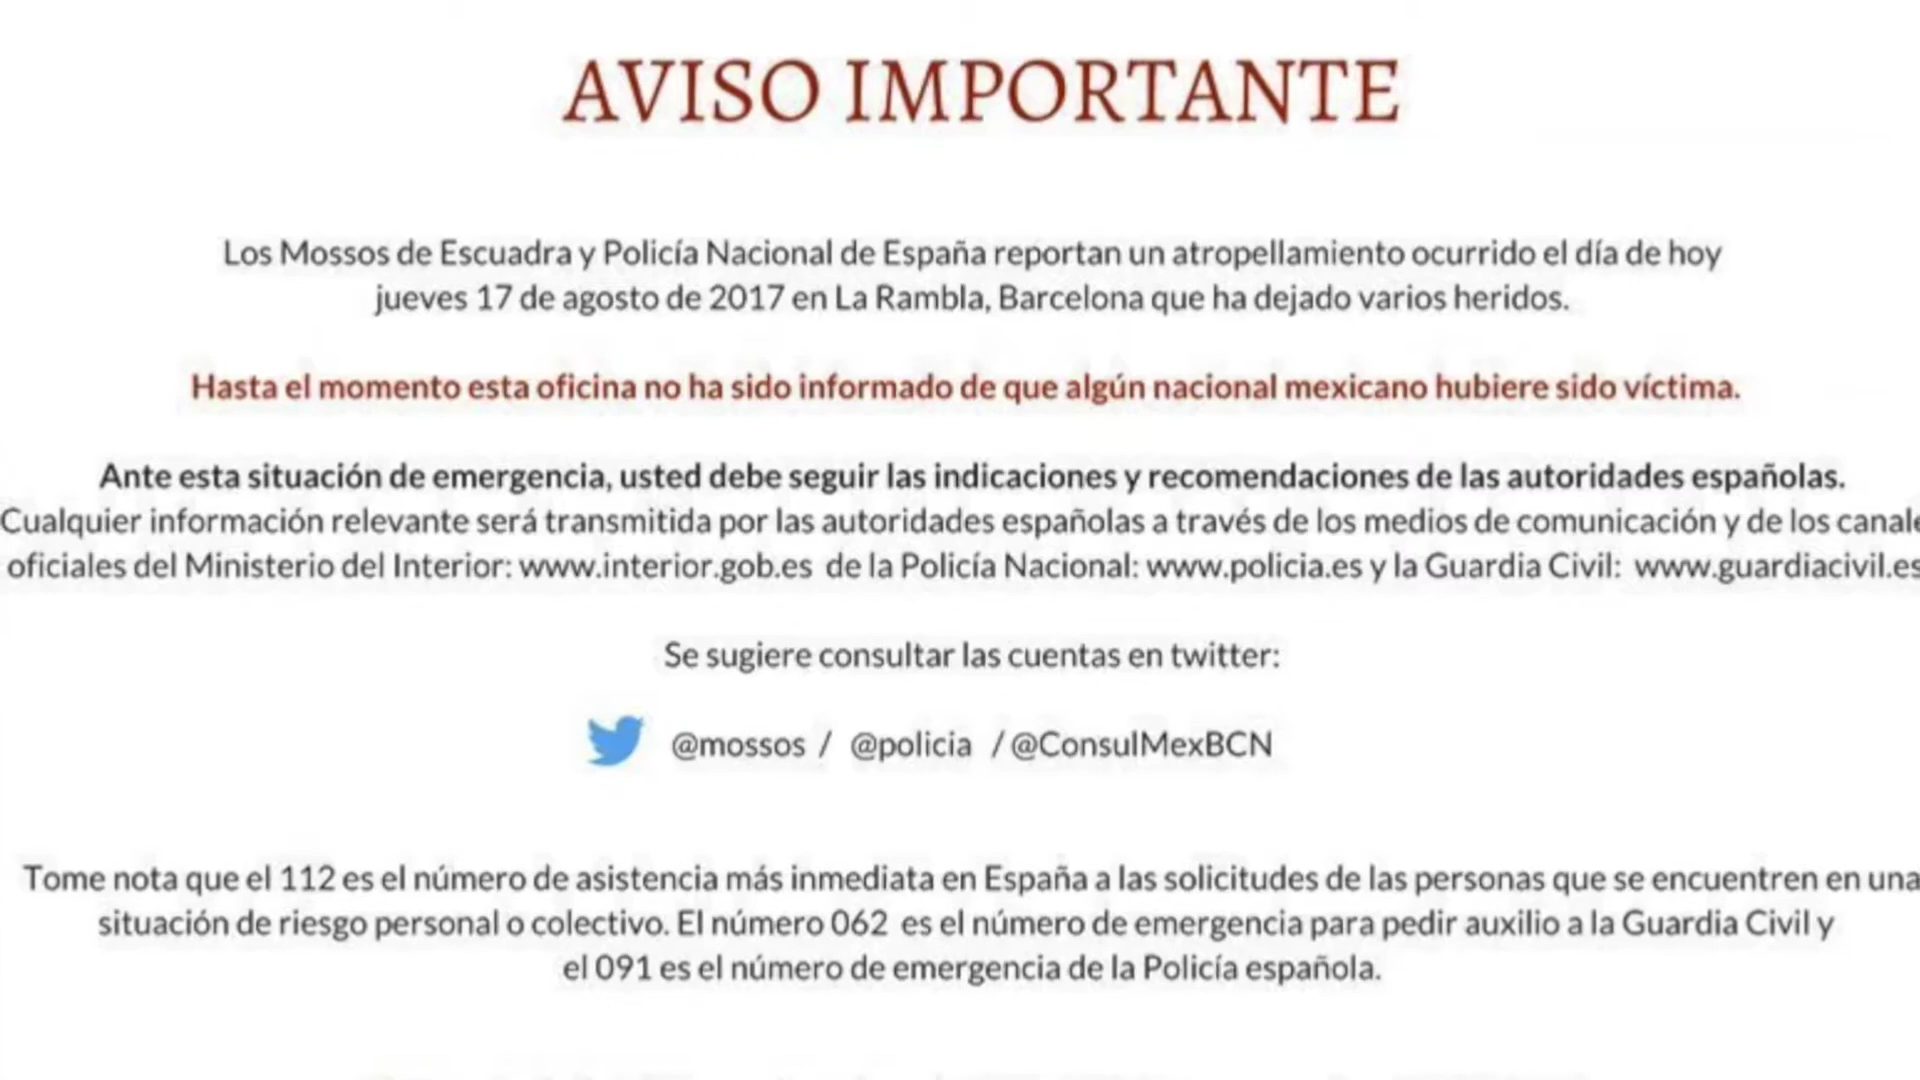 AVISO IMPORTANTE
Los Mossos de Escuadra y Policía Nacional de España reportan un atropellamiento ocurrido el día de hoy
jueves 17 de agosto de 2017 en La Rambla, Barcelona que ha dejado varios heridos.
Hasta el momento esta oficina no ha sido informado de que algún nacional mexicano hubiere sido víctima.
Ante esta situación de emergencia, usted debe seguir las indicaciones y recomendaciones de las autoridades españolas.
Cualquier información relevante será transmitida por las autoridades españolas a través de los medios de comunicación y de los canale
oficiales del Ministerio del Interior: www.interior.gob.es de la Policía Nacional: www.policia.es y la Guardia Civil: www.guardiacivil.es
Se sugiere consultar las cuentas en twitter:
@mossos / @policia / @ConsulMexBCN
Tome nota que el 112 es el número de asistencia más inmediata en España a las solicitudes de las personas que se encuentren en una
situación de riesgo personal o colectivo. El número 062 es el número de emergencia para pedir auxilio a la Guardia Civil y
el 091 es el número de emergencia de la Policía española.